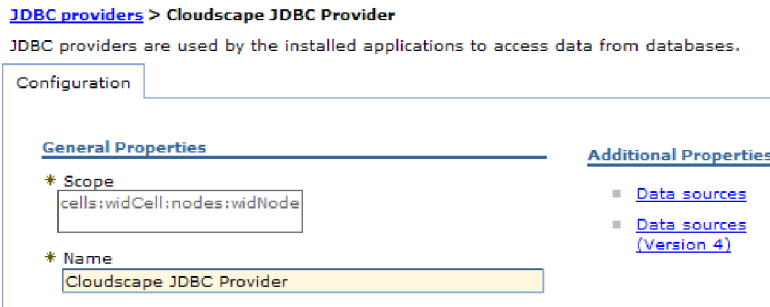 JDBC providers > Cloudscape JDBC Provider
JDBC providers are used by the installed applications to access data from databases.
Configuration
General Properties
* Scope
cells:widCell:nodes:widNode
* Name
Cloudscape JDBC Provider
Additional Properties
Data sources
Data sources
(Version 4)